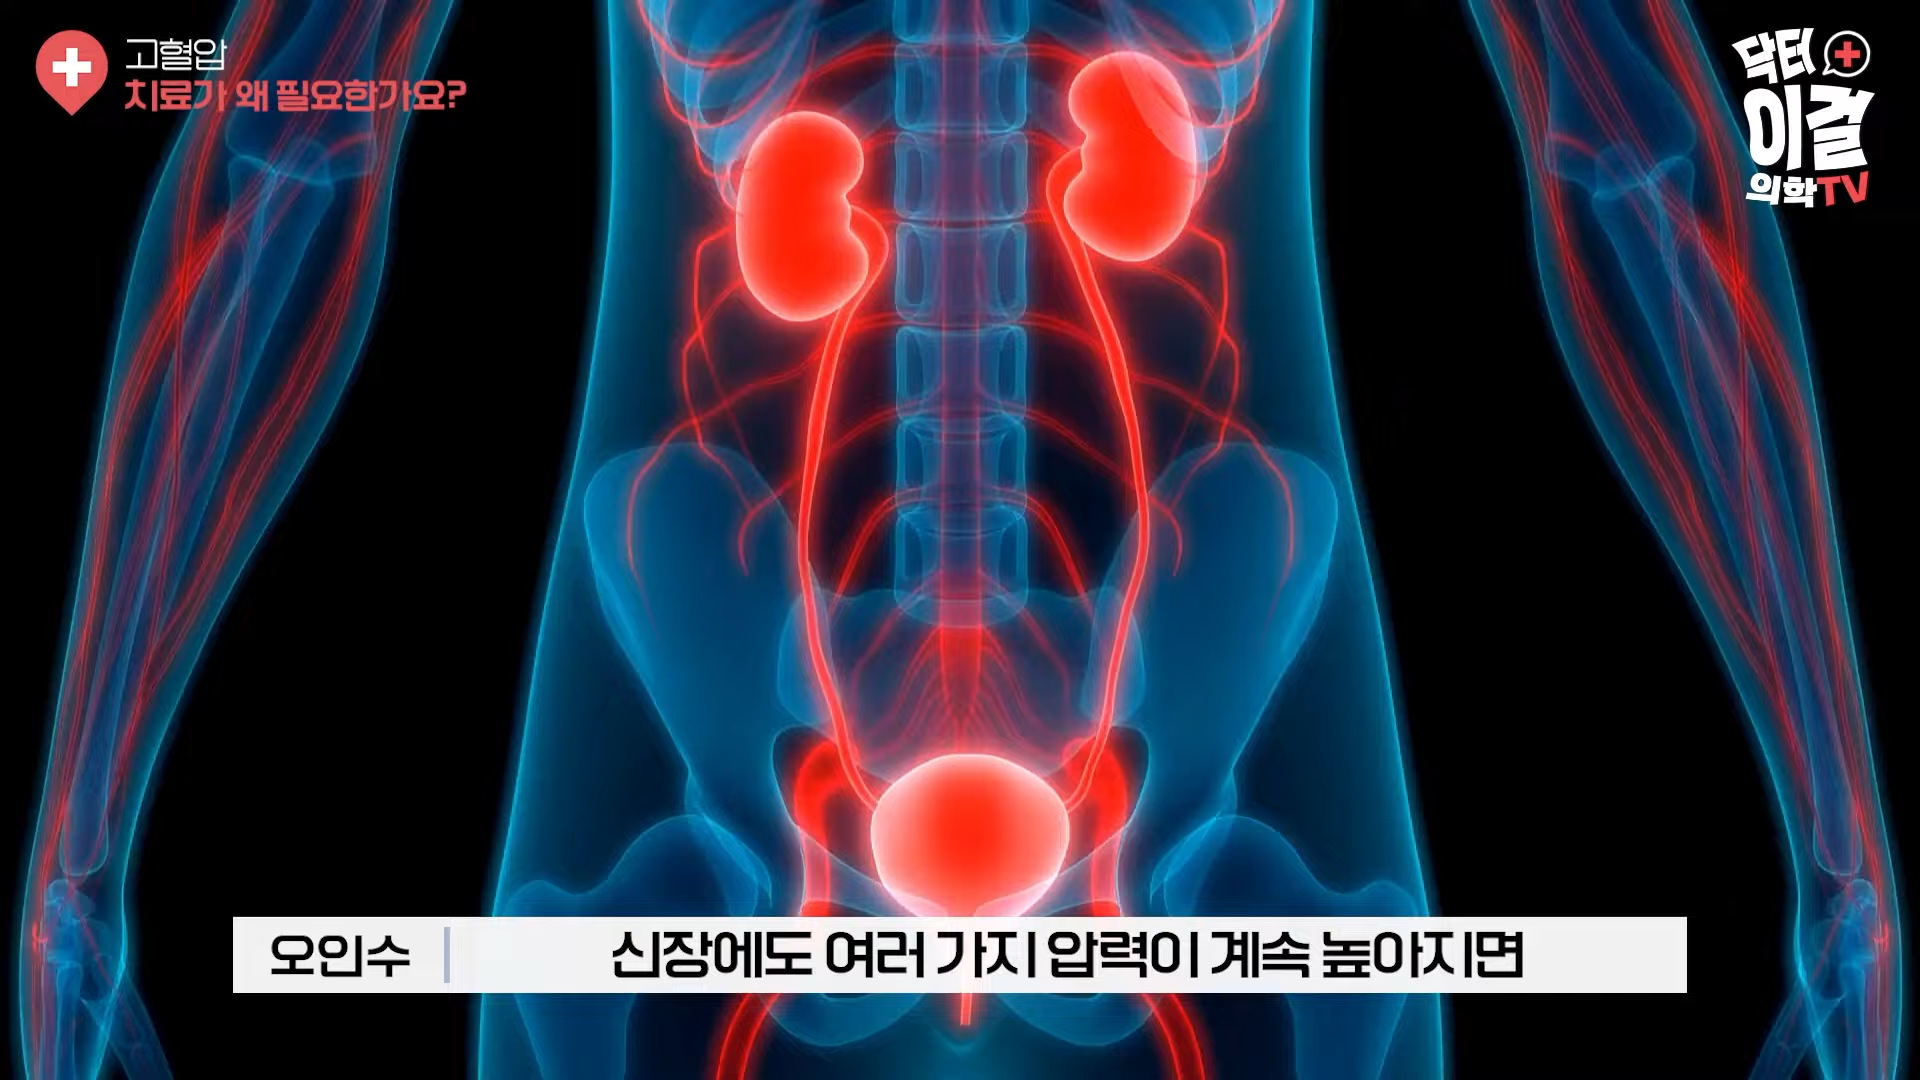 고혈압
치료가 왜 필요한가요?
닥터
이걸
의학TV
오인수
신장에도 여러 가지 압력이 계속 높아지면